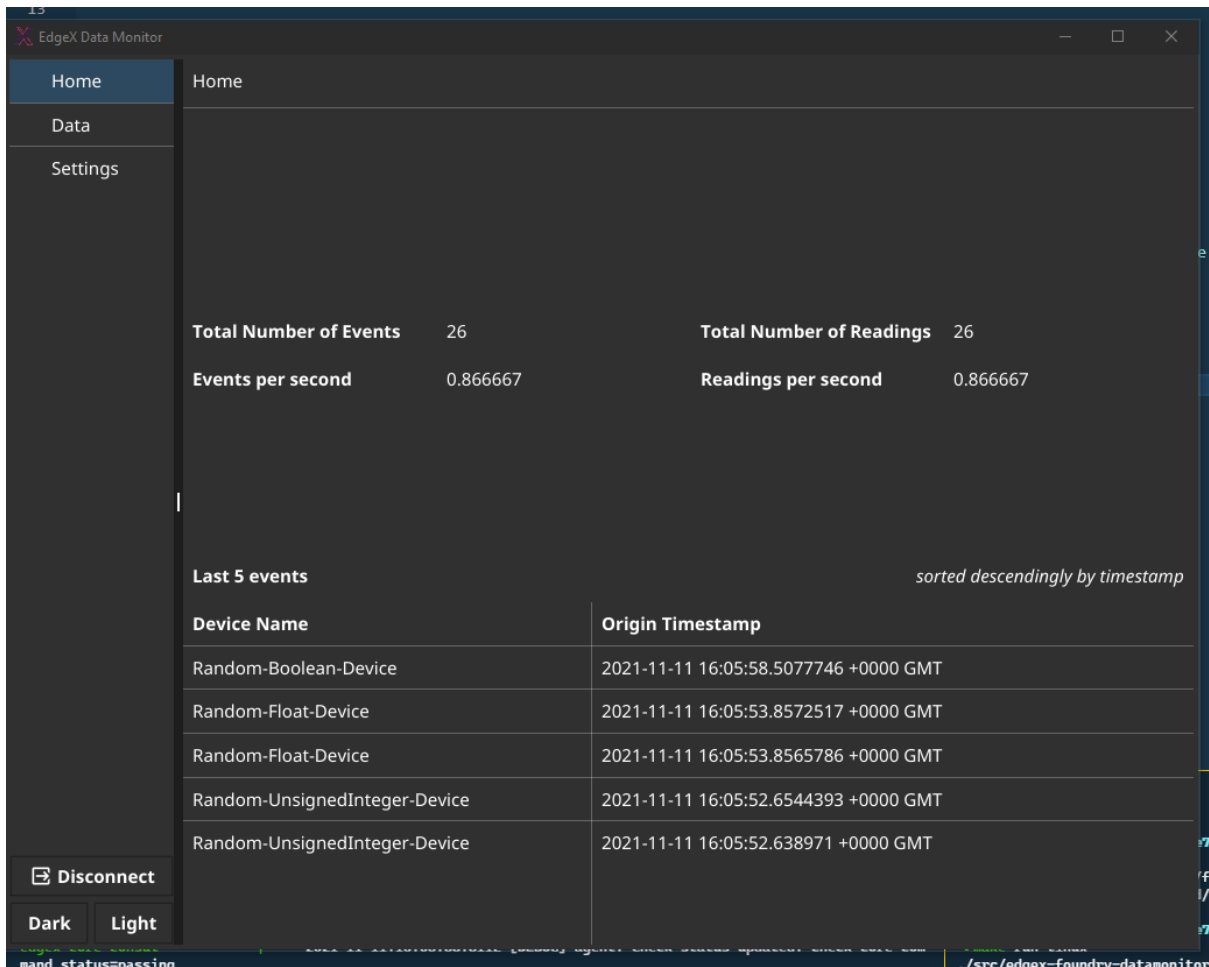 13
EdgeX Data Monitor
Home
Home
Data
Settings
Total Number of Events 26 Total Number of Readings 26
Events per second 0.866667 Readings per second 0.866667
Last 5 events sorted descendingly by timestamp
Device Name Origin Timestamp
Random-Boolean-Device 2021-11-11 16:05:58.5077746 +0000 GMT
Random-Float-Device 2021-11-11 16:05:53.8572517 +0000 GMT
Random-Float-Device 2021-11-11 16:05:53.8565786 +0000 GMT
Random-UnsignedInteger-Device 2021-11-11 16:05:52.6544393 +0000 GMT
Random-UnsignedInteger-Device 2021-11-11 16:05:52.638971 +0000 GMT
Disconnect
Dark Light
mand status=passing ./src/edgex-foundry-datamonitor